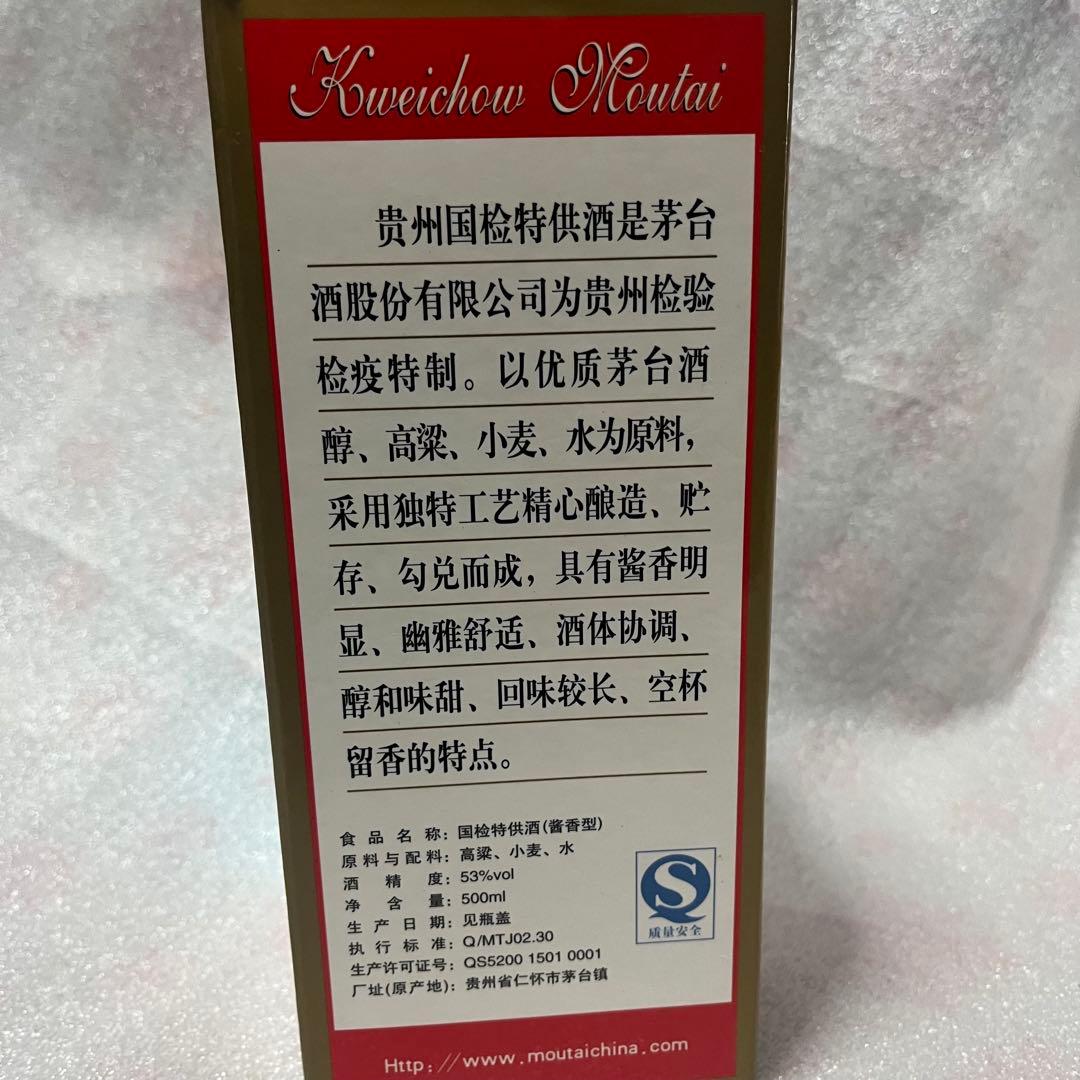 Kweichow Moutai
贵州国检特供酒是茅台
酒股份有限公司为贵州检验
检疫特制。以优质茅台酒
醇、高粱、小麦、水为原料，
采用独特工艺精心酿造、贮
存、勾兑而成，具有酱香明
显、幽雅舒适、酒体协调、
醇和味甜、回味较长、空杯
留香的特点。
食品名称：国检特供酒(酱香型)
原料与配料：高粱、小麦、水
酒精度：53%vol
净含量：500ml
生产日期：见瓶盖
执行标准：Q/MTJ02.30
生产许可证号：QS5200 1501 0001
厂址(原产地)：贵州省仁怀市茅台镇
S
质量安全
Http://www.moutaichina.com